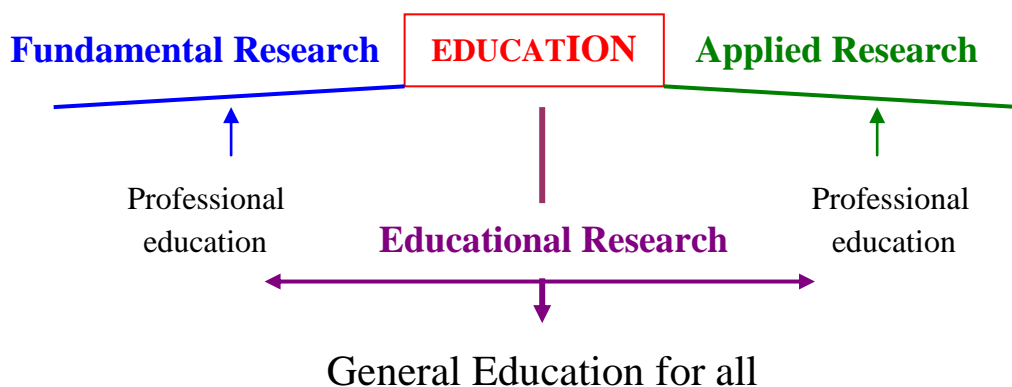 Fundamental Research
EDUCATION
Applied Research
Professional
education
Professional
education
Educational Research
General Education for all